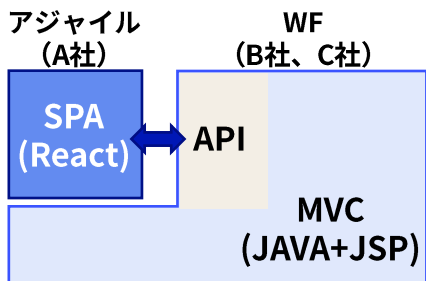 アジャイル
（A社）
WF
（B社、C社）
SPA
(React)
API
MVC
(JAVA+JSP)